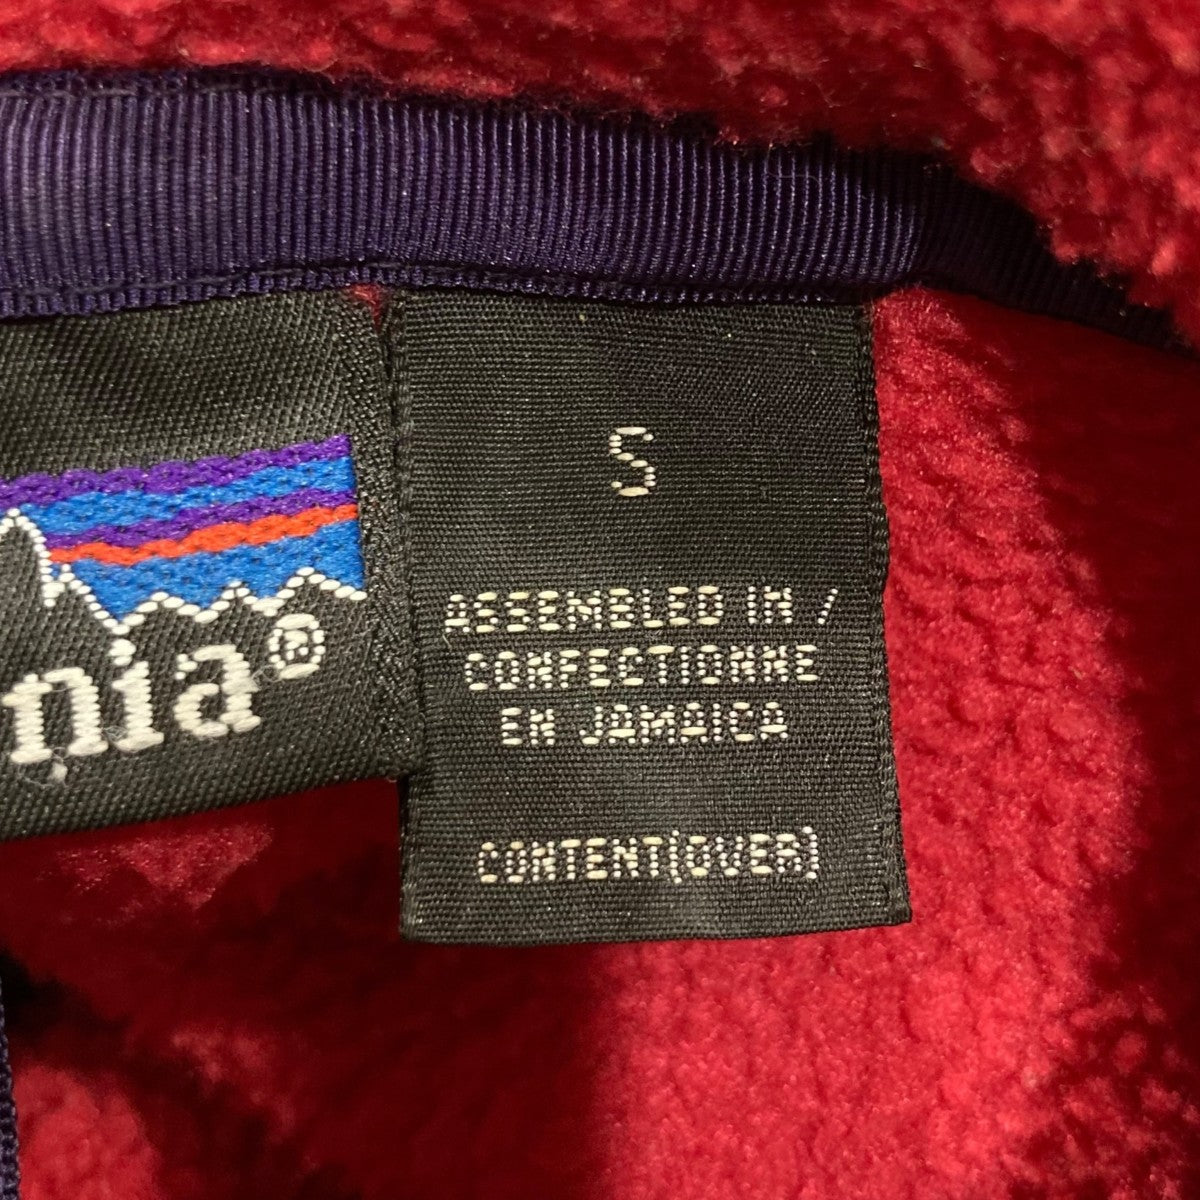 nia®
S
ASSEMBLED IN /
CONFECTIONNE
EN JAMAICA
CONTENT(OVER)